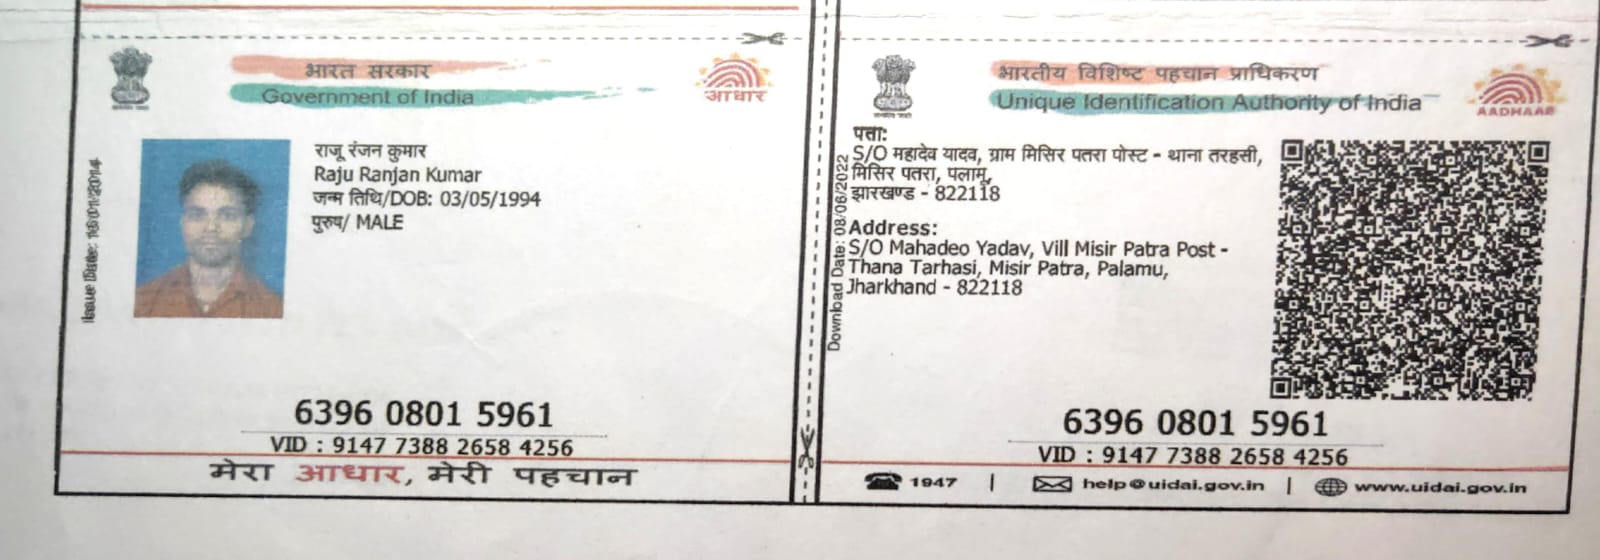 भारत सरकार
Government of India
आधार
राजू रंजन कुमार
Raju Ranjan Kumar
जन्म तिथि/DOB: 03/05/1994
पुरुष/ MALE
Issue Date: 2014
6396 0801 5961
VID : 9147 7388 2658 4256
मेरा आधार, मेरी पहचान
भारतीय विशिष्ट पहचान प्राधिकरण
Unique Identification Authority of India
AADHAAR
Download Date: 08/06/2022
पत्ता:
S/O महादेव यादव, ग्राम मिसिर पतरा पोस्ट - थाना तरहसी,
मिसिर पतरा, पलामू,
झारखण्ड - 822118
Address:
S/O Mahadeo Yadav, Vill Misir Patra Post -
Thana Tarhasi, Misir Patra, Palamu,
Jharkhand - 822118
6396 0801 5961
VID : 9147 7388 2658 4256
1947 | help@uidai.gov.in | www.uidai.gov.in